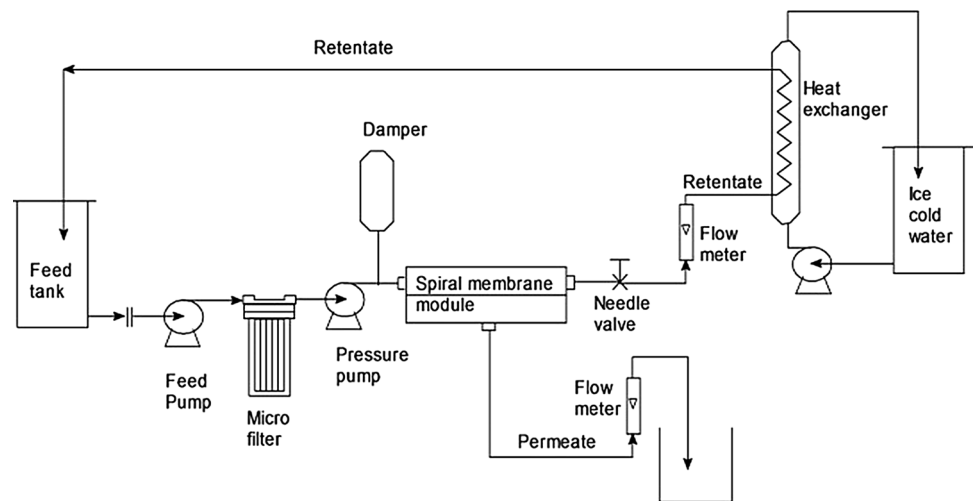 Retentate
Heat
exchanger
Damper
Retentate
Ice
cold
water
Flow
meter
Feed
tank
Spiral membrane
module
Needle
valve
Feed
Pump
Pressure
pump
Micro
filter
Flow
meter
Permeate